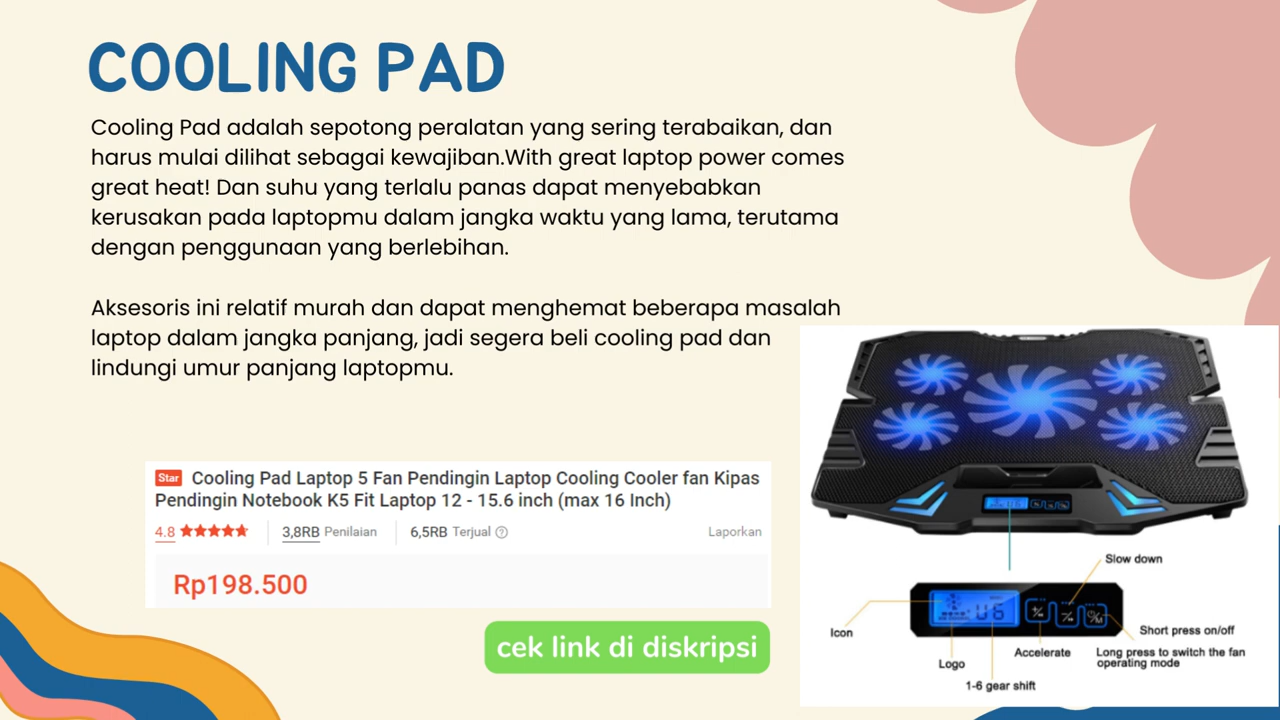 COOLING PAD
Cooling Pad adalah sepotong peralatan yang sering terabaikan, dan
harus mulai dilihat sebagai kewajiban.With great laptop power comes
great heat! Dan suhu yang terlalu panas dapat menyebabkan
kerusakan pada laptopmu dalam jangka waktu yang lama, terutama
dengan penggunaan yang berlebihan.
Aksesoris ini relatif murah dan dapat menghemat beberapa masalah
laptop dalam jangka panjang, jadi segera beli cooling pad dan
lindungi umur panjang laptopmu.
Star Cooling Pad Laptop 5 Fan Pendingin Laptop Cooling Cooler fan Kipas
Pendingin Notebook K5 Fit Laptop 12 - 15.6 inch (max 16 Inch)
4.8 3,8RB Penilaian 6,5RB Terjual Laporkan
Rp198.500
cek link di diskripsi
Slow down
Icon
Short press on/off
Accelerate
Long press to switch the fan
operating mode
Logo
1-6 gear shift